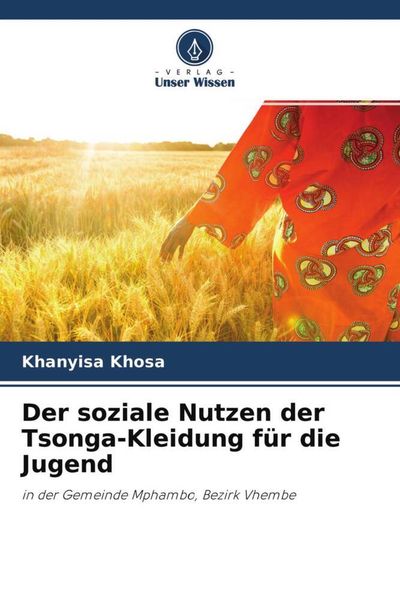 - VERLAG -
Unser Wissen
Khanyisa Khosa
Der soziale Nutzen der
Tsonga-Kleidung für die
Jugend
in der Gemeinde Mphambo, Bezirk Vhembe